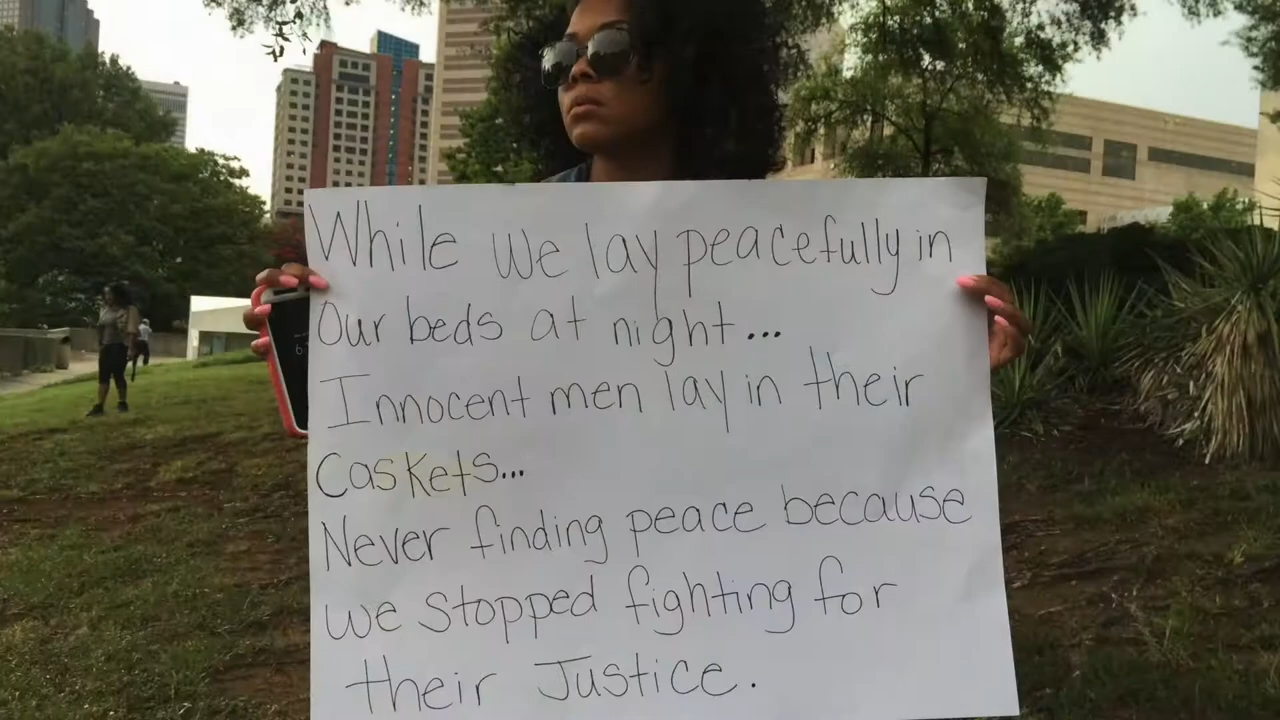 While we lay peacefully in
Our beds at night...
Innocent men lay in their
Caskets...
Never finding peace because
we stopped fighting for
their Justice.